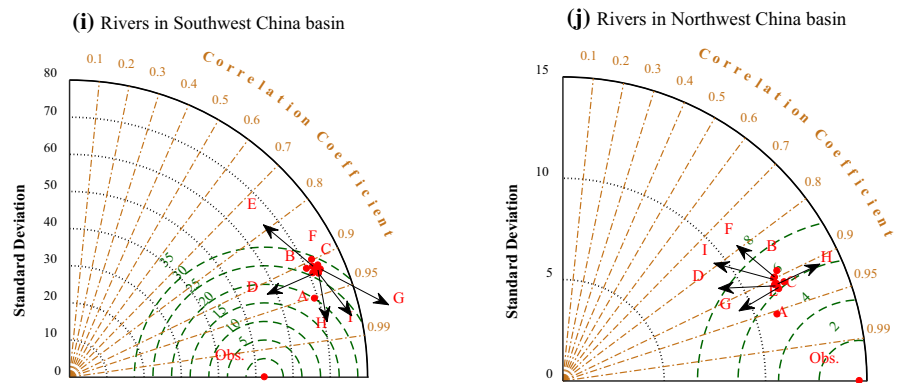 (i) Rivers in Southwest China basin
Correlation Coefficient
Standard Deviation
80
70
60
50
40
30
20
10
0
0.1
0.2
0.3
0.4
0.5
0.6
0.7
0.8
0.9
0.95
0.99
35
30
25
20
15
10
5
E
F
C
B
D
A
G
H
I
Obs.
(j) Rivers in Northwest China basin
Correlation Coefficient
Standard Deviation
15
10
5
0
0.1
0.2
0.3
0.4
0.5
0.6
0.7
0.8
0.9
0.95
0.99
8
4
2
F
B
I
H
D
G
A
Obs.